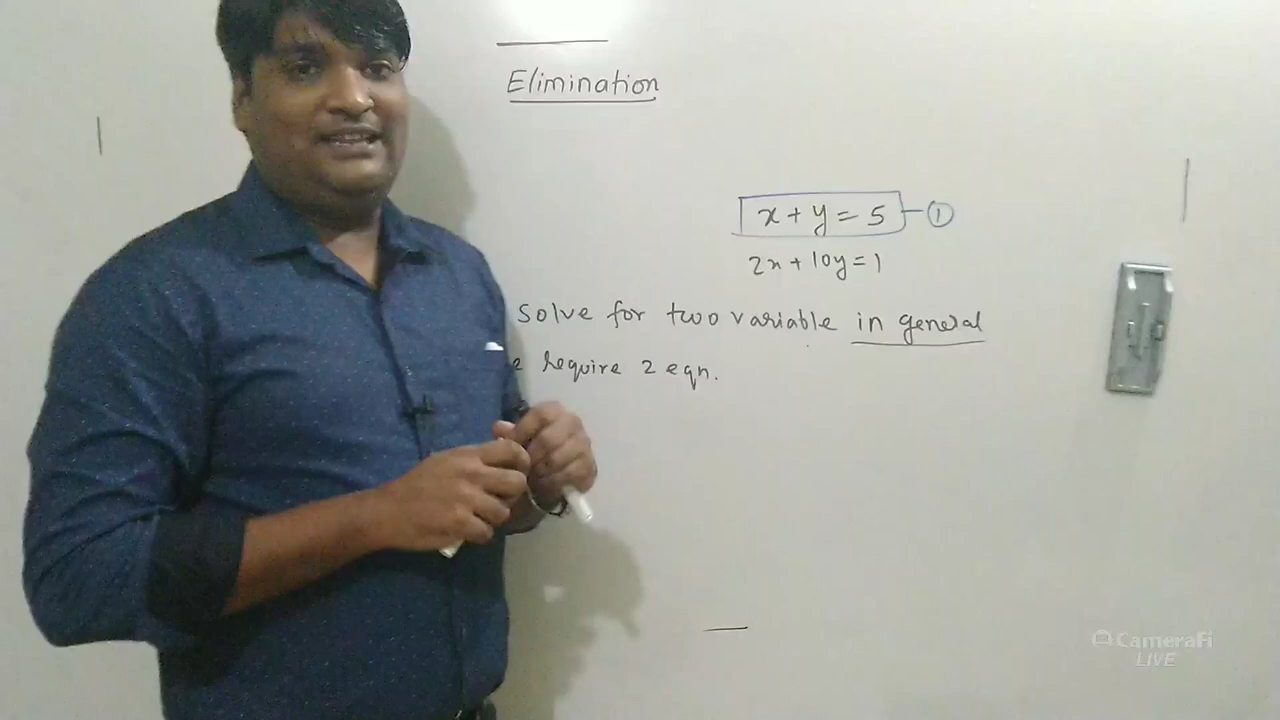 Elimination
x + y = 5 — ①
2x + 10y = 1
Solve for two variable in general
require 2 eqn.
CameraFi
LIVE